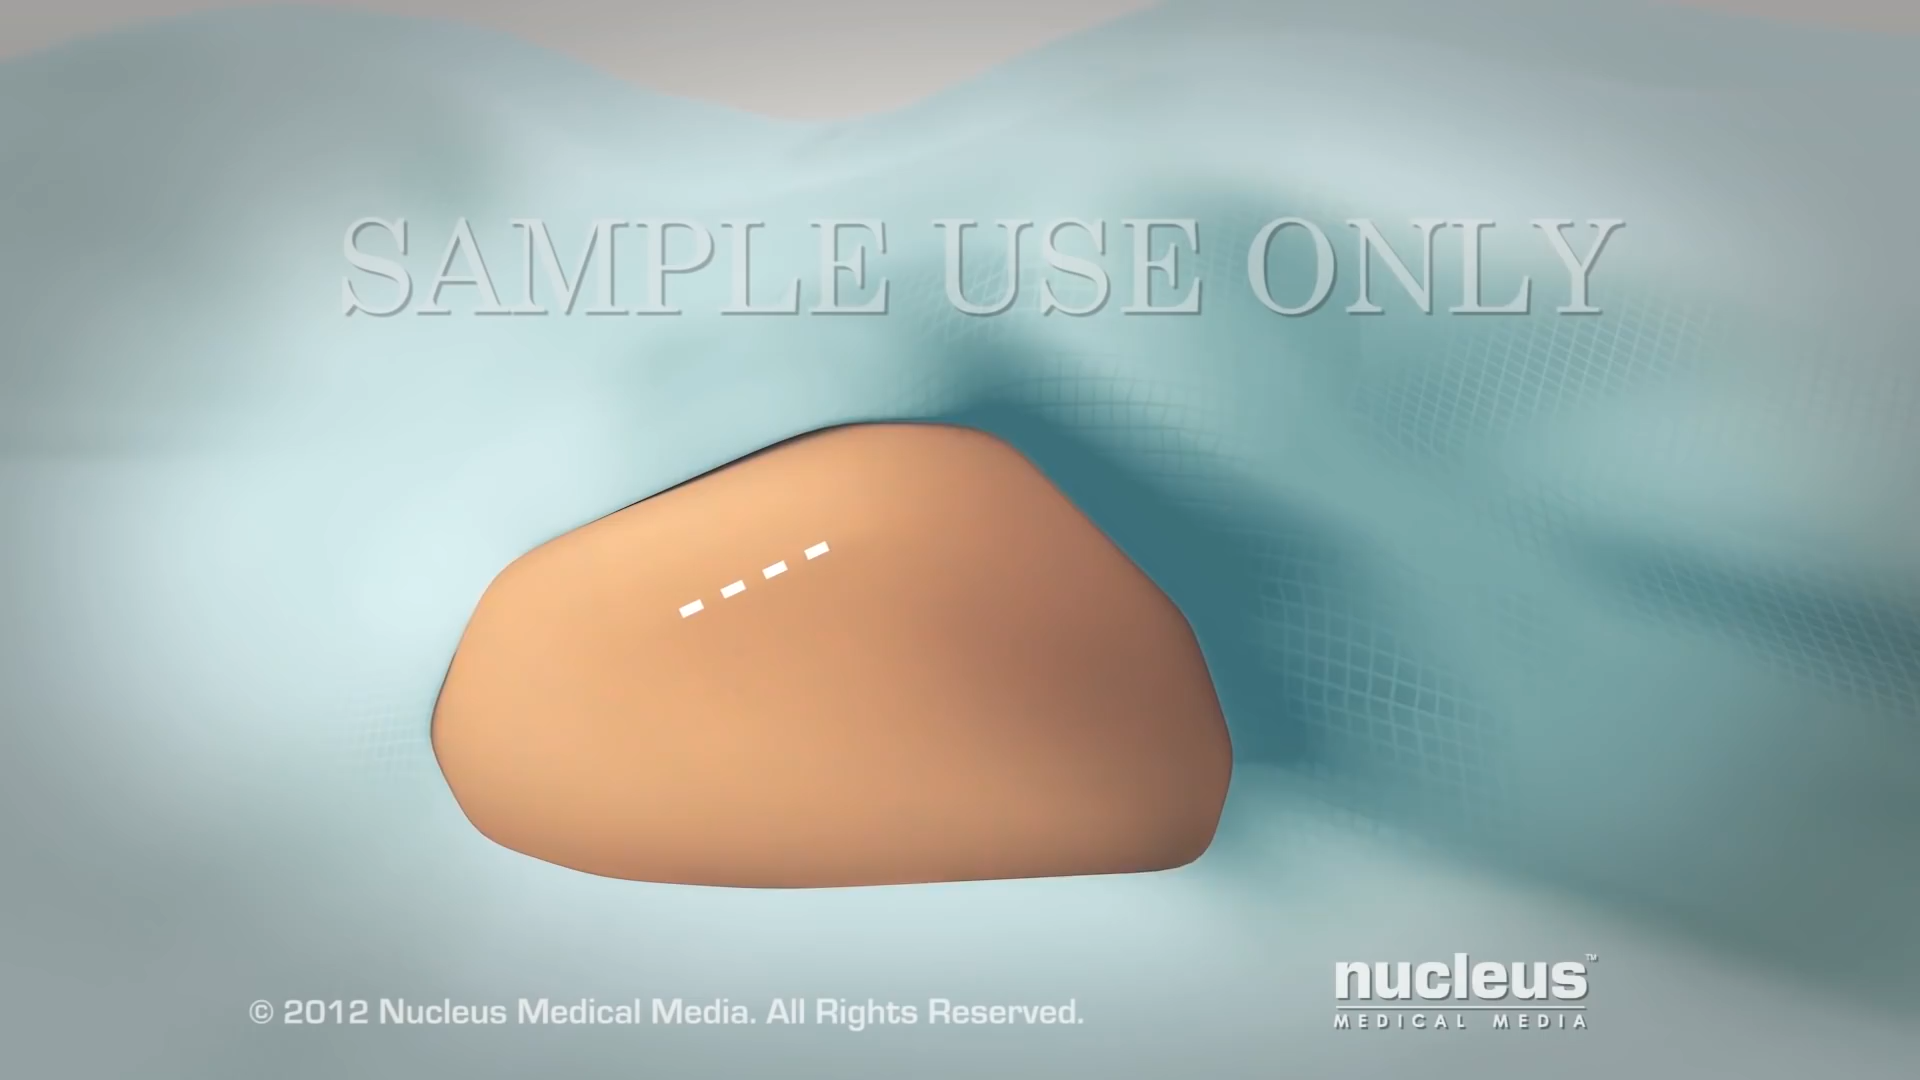 SAMPLE USE ONLY
nucleus™
MEDICAL MEDIA
© 2012 Nucleus Medical Media. All Rights Reserved.